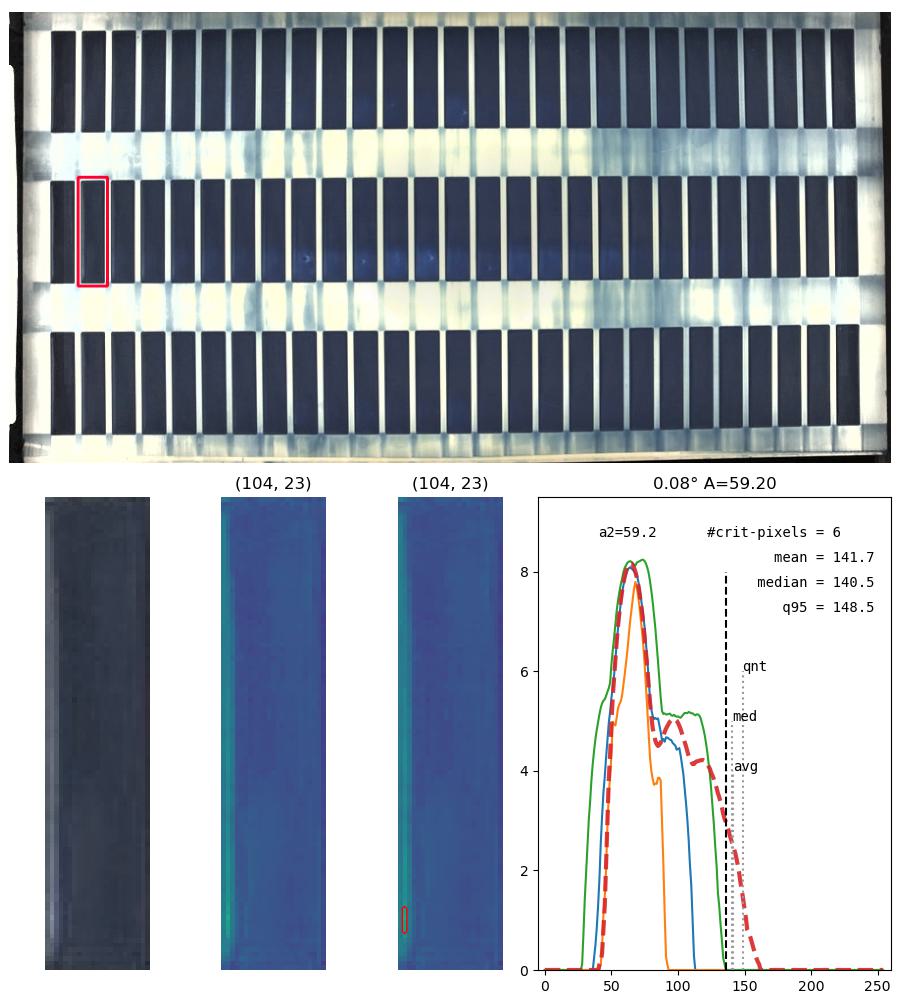 (104, 23)
(104, 23)
0.08° A=59.20
a2=59.2
#crit-pixels = 6
mean = 141.7
median = 140.5
q95 = 148.5
qnt
med
avg
8
6
4
2
0
0 50 100 150 200 250